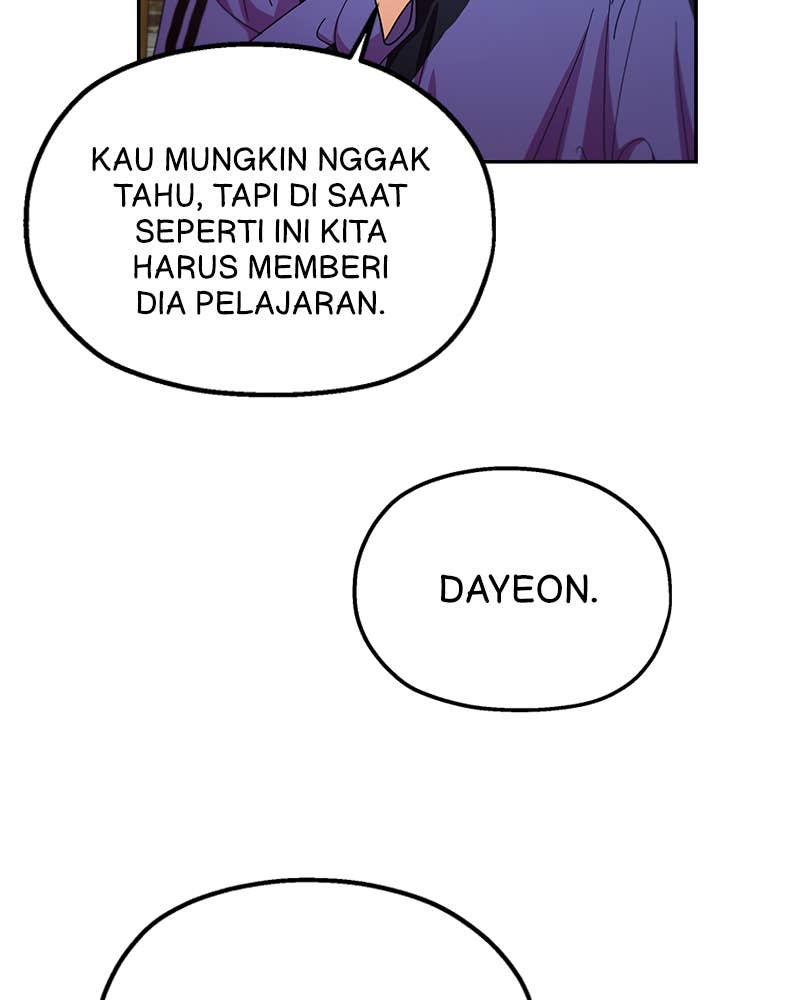 KAU MUNGKIN NGGAK
TAHU, TAPI DI SAAT
SEPERTI INI KITA
HARUS MEMBERI
DIA PELAJARAN.
DAYEON.